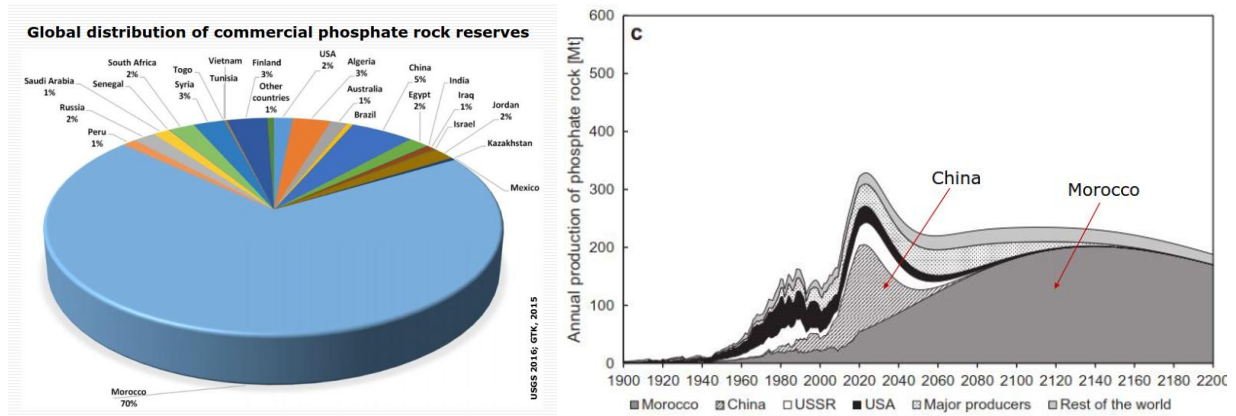 Global distribution of commercial phosphate rock reserves
Peru
1%
Russia
2%
Saudi Arabia
1%
Senegal
South Africa
2%
Syria
3%
Togo
Vietnam
Tunisia
Finland
3%
Other
countries
1%
USA
2%
Algeria
3%
Australia
1%
Brazil
China
5%
Egypt
2%
India
Iraq
1%
Israel
Jordan
2%
Kazakhstan
Mexico
Morocco
70%
USGS 2016; GTK, 2015
c
Annual production of phosphate rock [Mt]
600
500
400
300
200
100
0
China
Morocco
1900 1920 1940 1960 1980 2000 2020 2040 2060 2080 2100 2120 2140 2160 2180 2200
Morocco China USSR USA Major producers Rest of the world